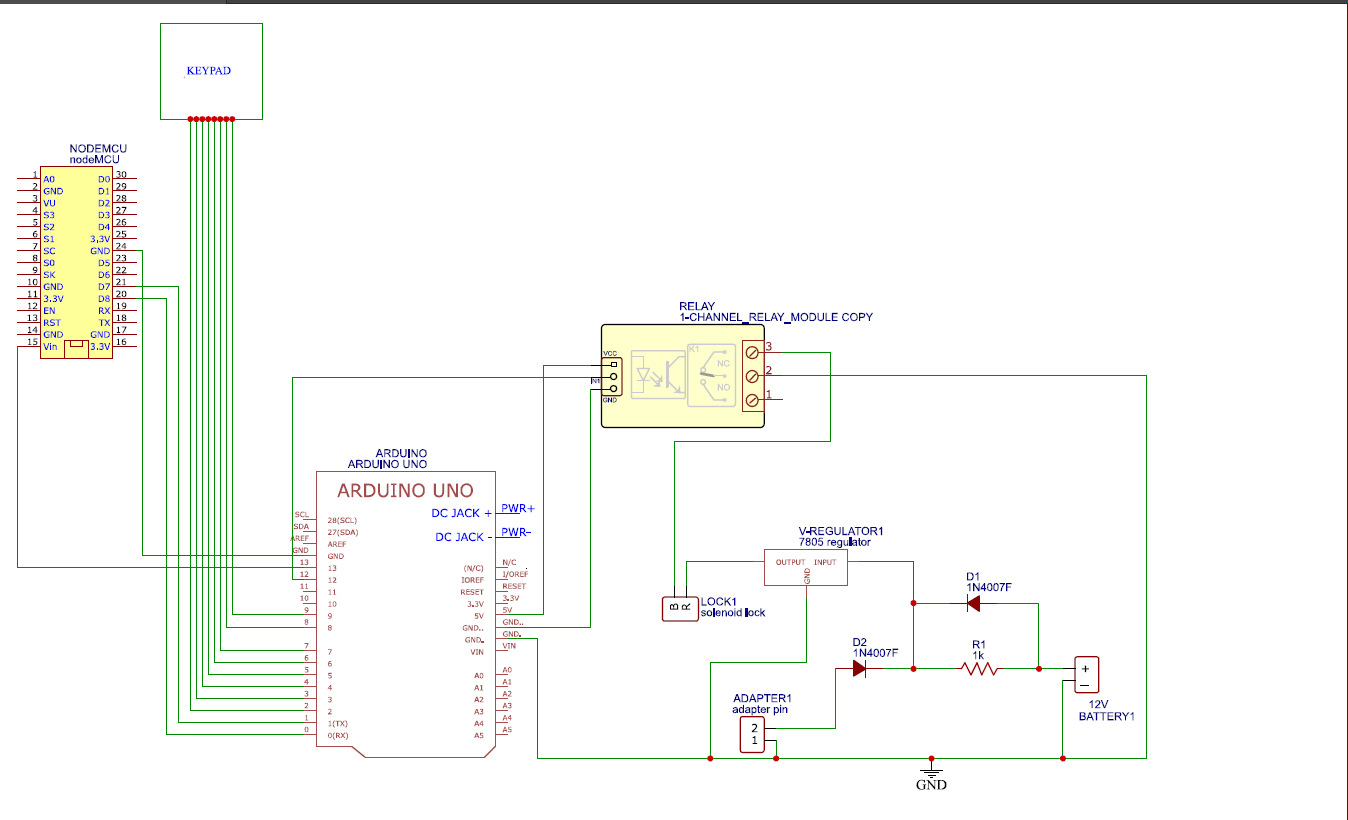 KEYPAD
NODEMCU
nodeMCU
1 A0 D0 30
2 GND D1 29
3 VU D2 28
4 S3 D3 27
5 S2 D4 26
6 S1 3,3V 25
7 SC GND 24
8 S0 D5 23
9 SK D6 22
10 GND D7 21
11 3.3V D8 20
12 EN RX 19
13 RST TX 18
14 GND GND 17
15 Vin 3.3V 16
RELAY
1-CHANNEL_RELAY_MODULE COPY
VCC
IN1
GND
K1
NC
NO
3
2
1
ARDUINO
ARDUINO UNO
ARDUINO UNO
DC JACK + PWR+
DC JACK - PWR-
SCL 28(SCL)
SDA 27(SDA)
AREF AREF
GND GND
13 13 (N/C) N/C
12 12 IOREF I/OREF
11 11 RESET RESET
10 10 3.3V 3.3V
9 9 5V 5V
8 8 GND.. GND..
GND. GND.
7 7 VIN VIN
6 6
5 5 A0 A0
4 4 A1 A1
3 3 A2 A2
2 2 A3 A3
1 1(TX) A4 A4
0 0(RX) A5 A5
V-REGULATOR1
7805 regulator
OUTPUT INPUT
GND
B R
LOCK1
solenoid lock
D1
1N4007F
D2
1N4007F
R1
1k
+
-
12V
BATTERY1
ADAPTER1
adapter pin
2
1
GND